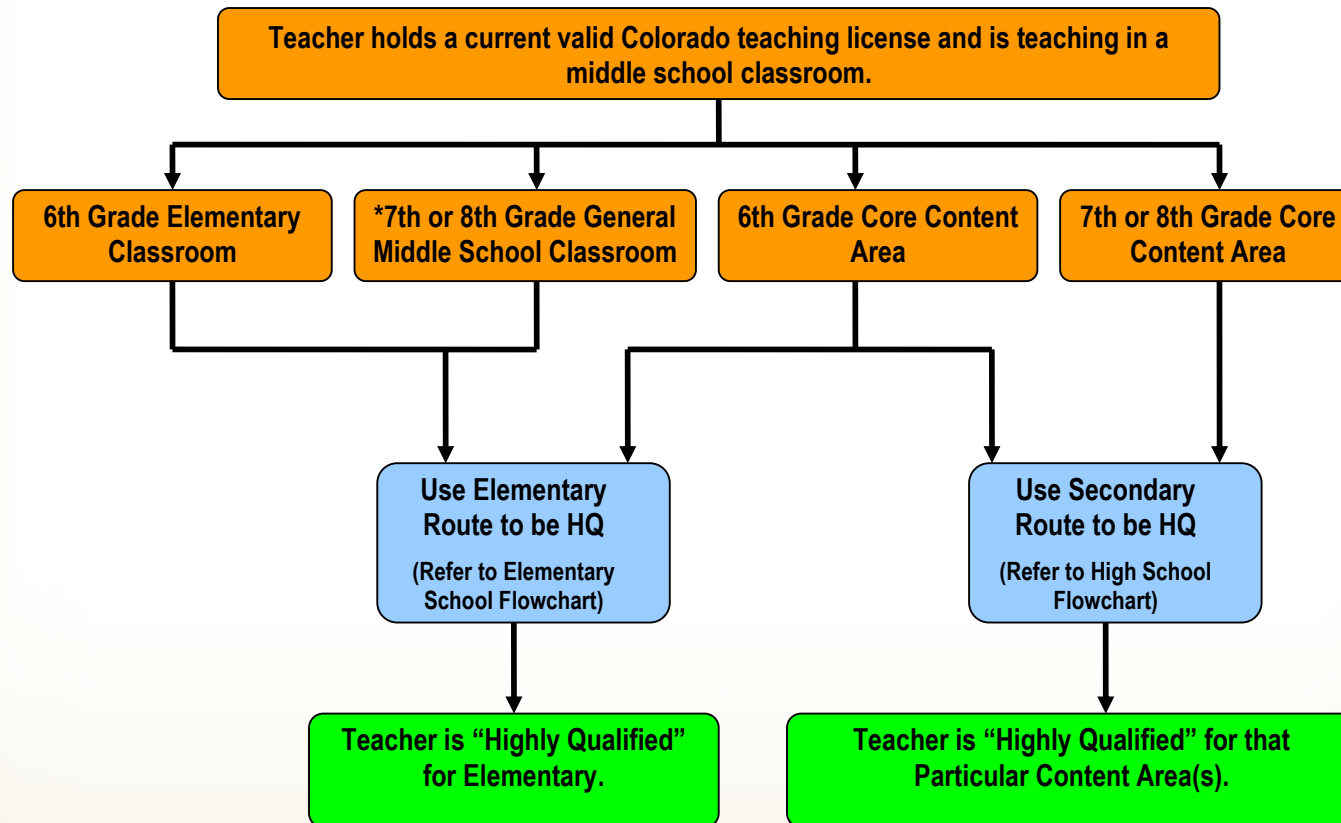 Teacher holds a current valid Colorado teaching license and is teaching in a
middle school classroom.
6th Grade Elementary
Classroom
*7th or 8th Grade General
Middle School Classroom
6th Grade Core Content
Area
7th or 8th Grade Core
Content Area
Use Elementary
Route to be HQ
(Refer to Elementary
School Flowchart)
Use Secondary
Route to be HQ
(Refer to High School
Flowchart)
Teacher is “Highly Qualified”
for Elementary.
Teacher is “Highly Qualified” for that
Particular Content Area(s).